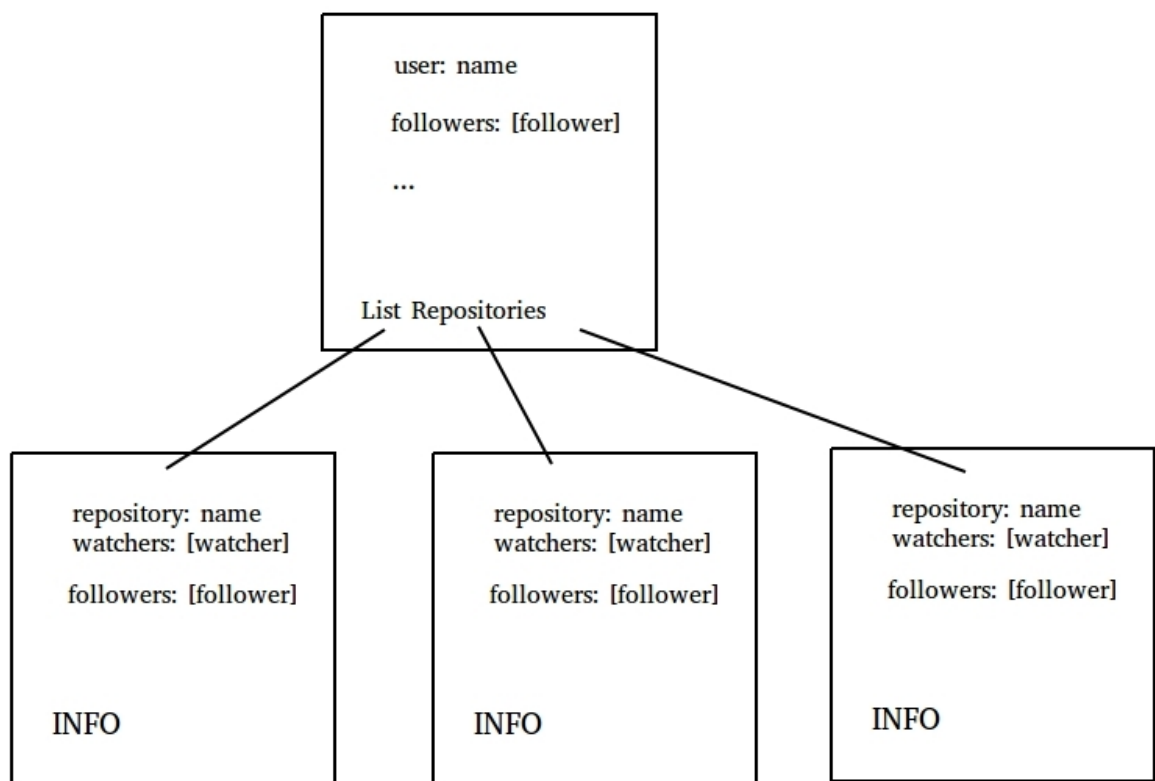 user: name
followers: [follower]
...
List Repositories
repository: name
watchers: [watcher]
followers: [follower]
INFO
repository: name
watchers: [watcher]
followers: [follower]
INFO
repository: name
watchers: [watcher]
followers: [follower]
INFO